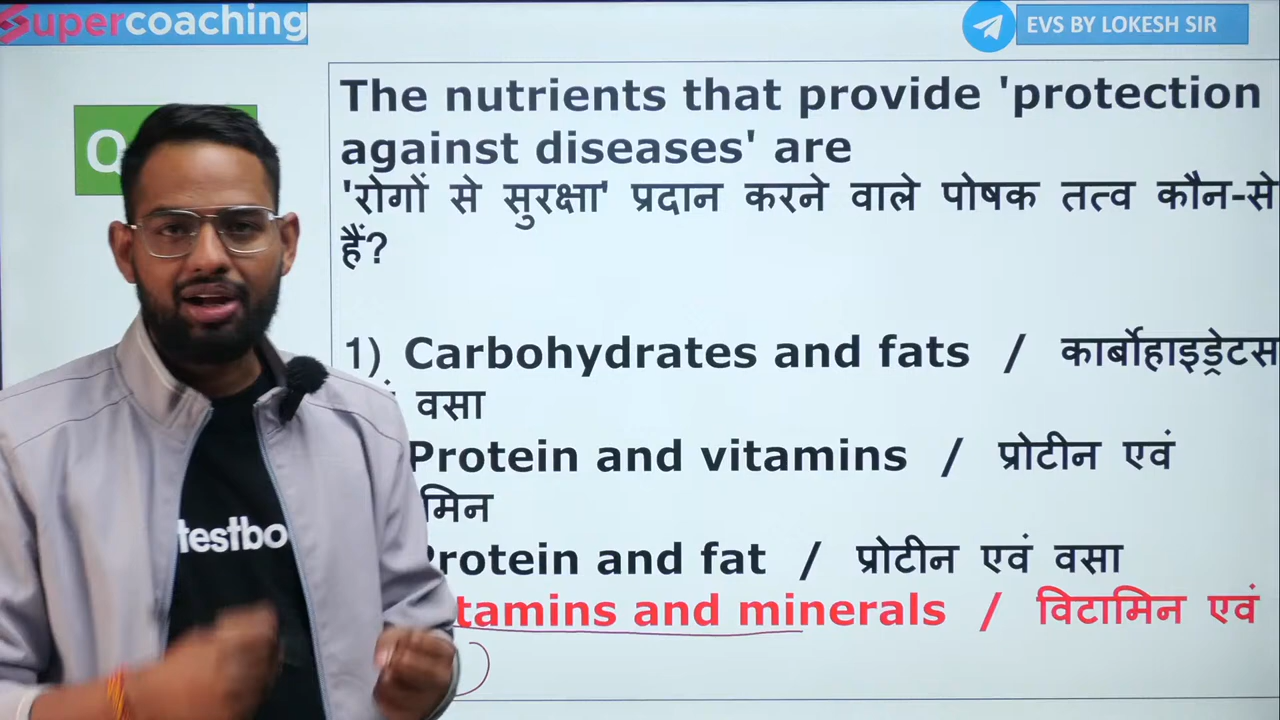 Supercoaching
EVS BY LOKESH SIR
Q
The nutrients that provide 'protection
against diseases' are
'रोगों से सुरक्षा' प्रदान करने वाले पोषक तत्व कौन-से
हैं?
1) Carbohydrates and fats / कार्बोहाइड्रेटस
वसा
Protein and vitamins / प्रोटीन एवं
मिन
rotein and fat / प्रोटीन एवं वसा
tamins and minerals / विटामिन एवं
testbo